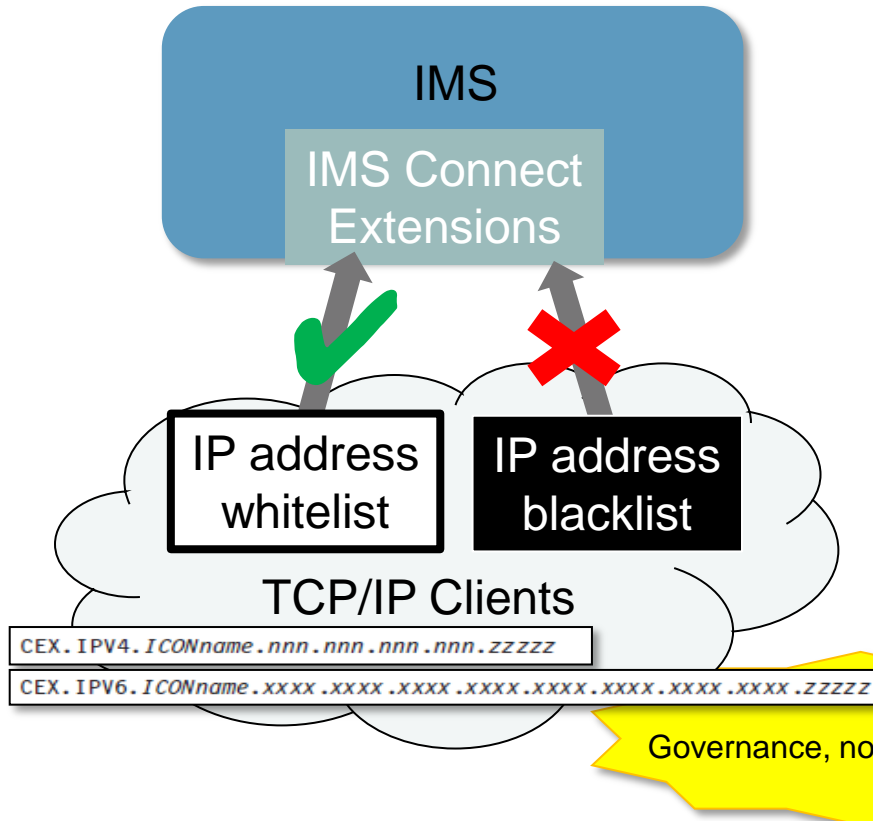 IMS
IMS Connect
Extensions
IP address
whitelist
IP address
blacklist
TCP/IP Clients
CEX.IPV4.ICONname.nnn.nnn.nnn.nnn.zzzzz
CEX.IPV6.ICONname.xxxx.xxxx.xxxx.xxxx.xxxx.xxxx.xxxx.xxxx.zzzzz
Governance, no